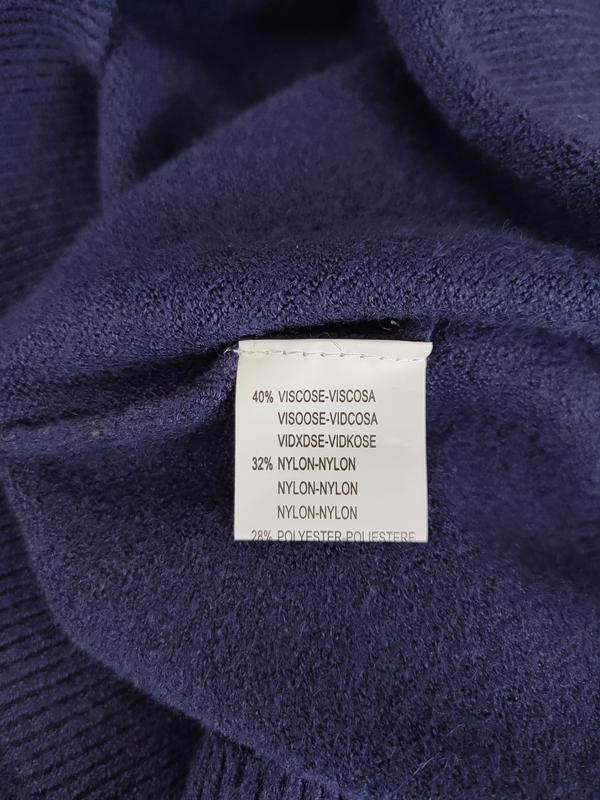 40% VISCOSE-VISCOSA
VISOOSE-VIDCOSA
VIDXDSE-VIDKOSE
32% NYLON-NYLON
NYLON-NYLON
NYLON-NYLON
28% POLYESTER-POLIESTERE